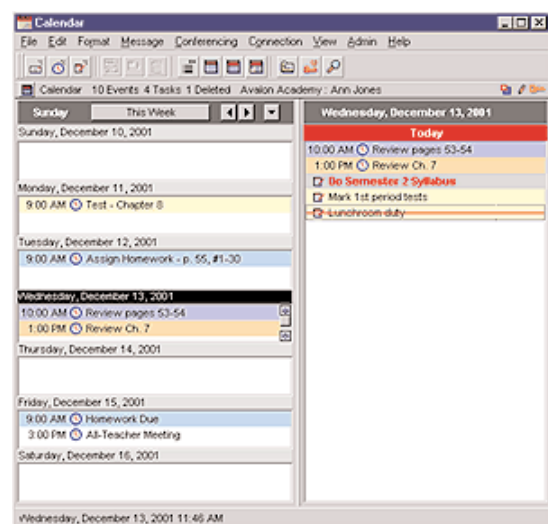 Calendar
File Edit Format Message Conferencing Connection View Admin Help
Calendar 10 Events 4 Tasks 1 Deleted Avalon Academy : Ann Jones
Sunday This Week
Sunday, December 10, 2001
Monday, December 11, 2001
9:00 AM Test - Chapter 8
Tuesday, December 12, 2001
9:00 AM Assign Homework - p. 55, #1-30
Wednesday, December 13, 2001
10:00 AM Review pages 53-54
1:00 PM Review Ch. 7
Thursday, December 14, 2001
Friday, December 15, 2001
9:00 AM Homework Due
3:00 PM All-Teacher Meeting
Saturday, December 16, 2001
Wednesday, December 13, 2001
Today
10:00 AM Review pages 53-54
1:00 PM Review Ch. 7
Do Semester 2 Syllabus
Mark 1st period tests
Lunchroom duty
Wednesday, December 13, 2001 11:46 AM